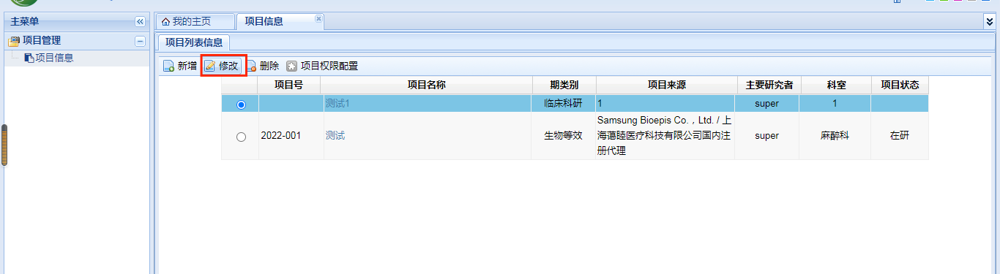 主菜单
我的主页
项目信息
项目管理
项目信息
项目列表信息
新增
修改
删除
项目权限配置
项目号 项目名称 期类别 项目来源 主要研究者 科室 项目状态
测试1 临床科研 1 super 1
2022-001 测试 生物等效 Samsung Bioepis Co.，Ltd. / 上
海蔼睦医疗科技有限公司国内注
册代理 super 麻醉科 在研